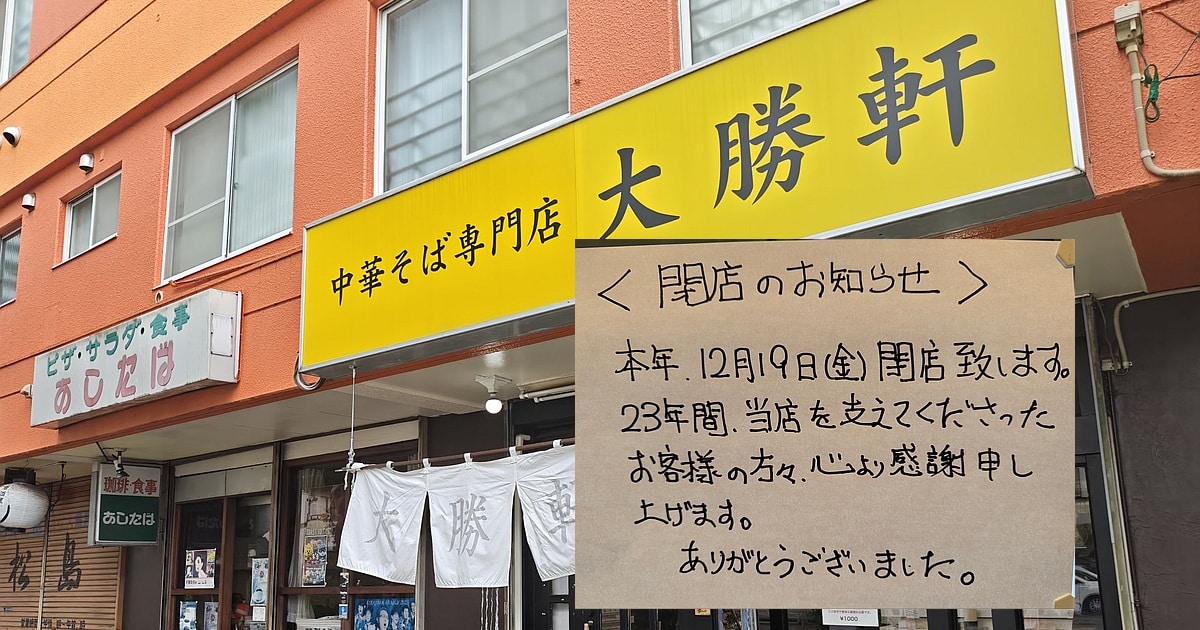 中華そば専門店 大勝軒
ピザ・サラダ・食事
あしたば
珈琲・食事
あしたば
松島
大勝軒
＜閉店のお知らせ＞
本年、12月19日(金)閉店致します。
23年間、当店を支えてくださった
お客様の方々、心より感謝申し
上げます。
ありがとうございました。
¥1000